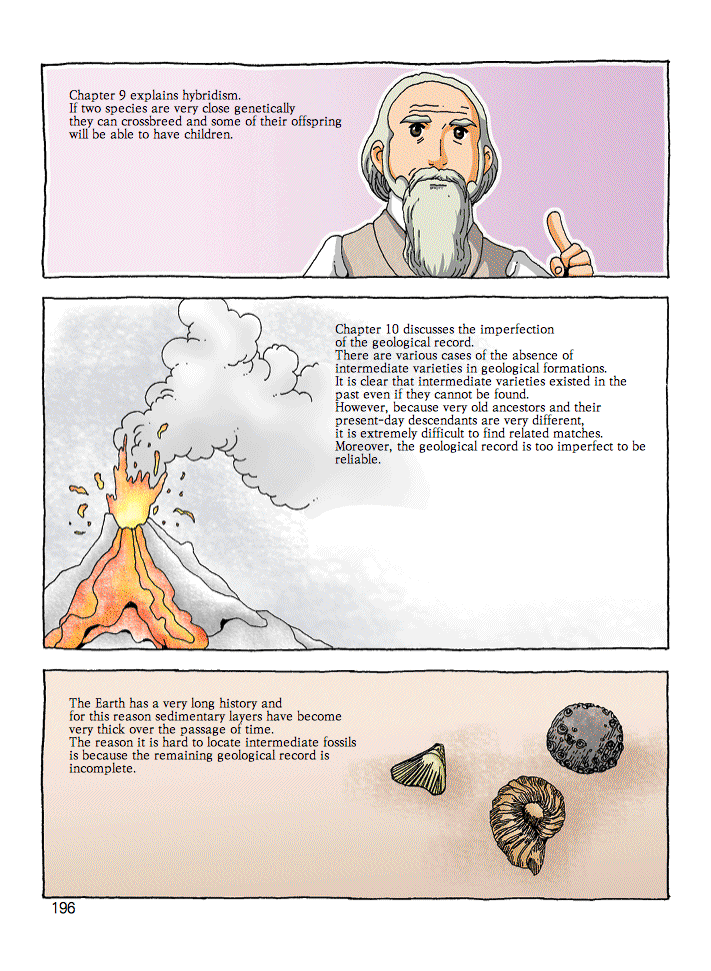 Chapter 9 explains hybridism.
If two species are very close genetically
they can crossbreed and some of their offspring
will be able to have children.
Chapter 10 discusses the imperfection
of the geological record.
There are various cases of the absence of
intermediate varieties in geological formations.
It is clear that intermediate varieties existed in the
past even if they cannot be found.
However, because very old ancestors and their
present-day descendants are very different,
it is extremely difficult to find related matches.
Moreover, the geological record is too imperfect to be
reliable.
The Earth has a very long history and
for this reason sedimentary layers have become
very thick over the passage of time.
The reason it is hard to locate intermediate fossils
is because the remaining geological record is
incomplete.
196